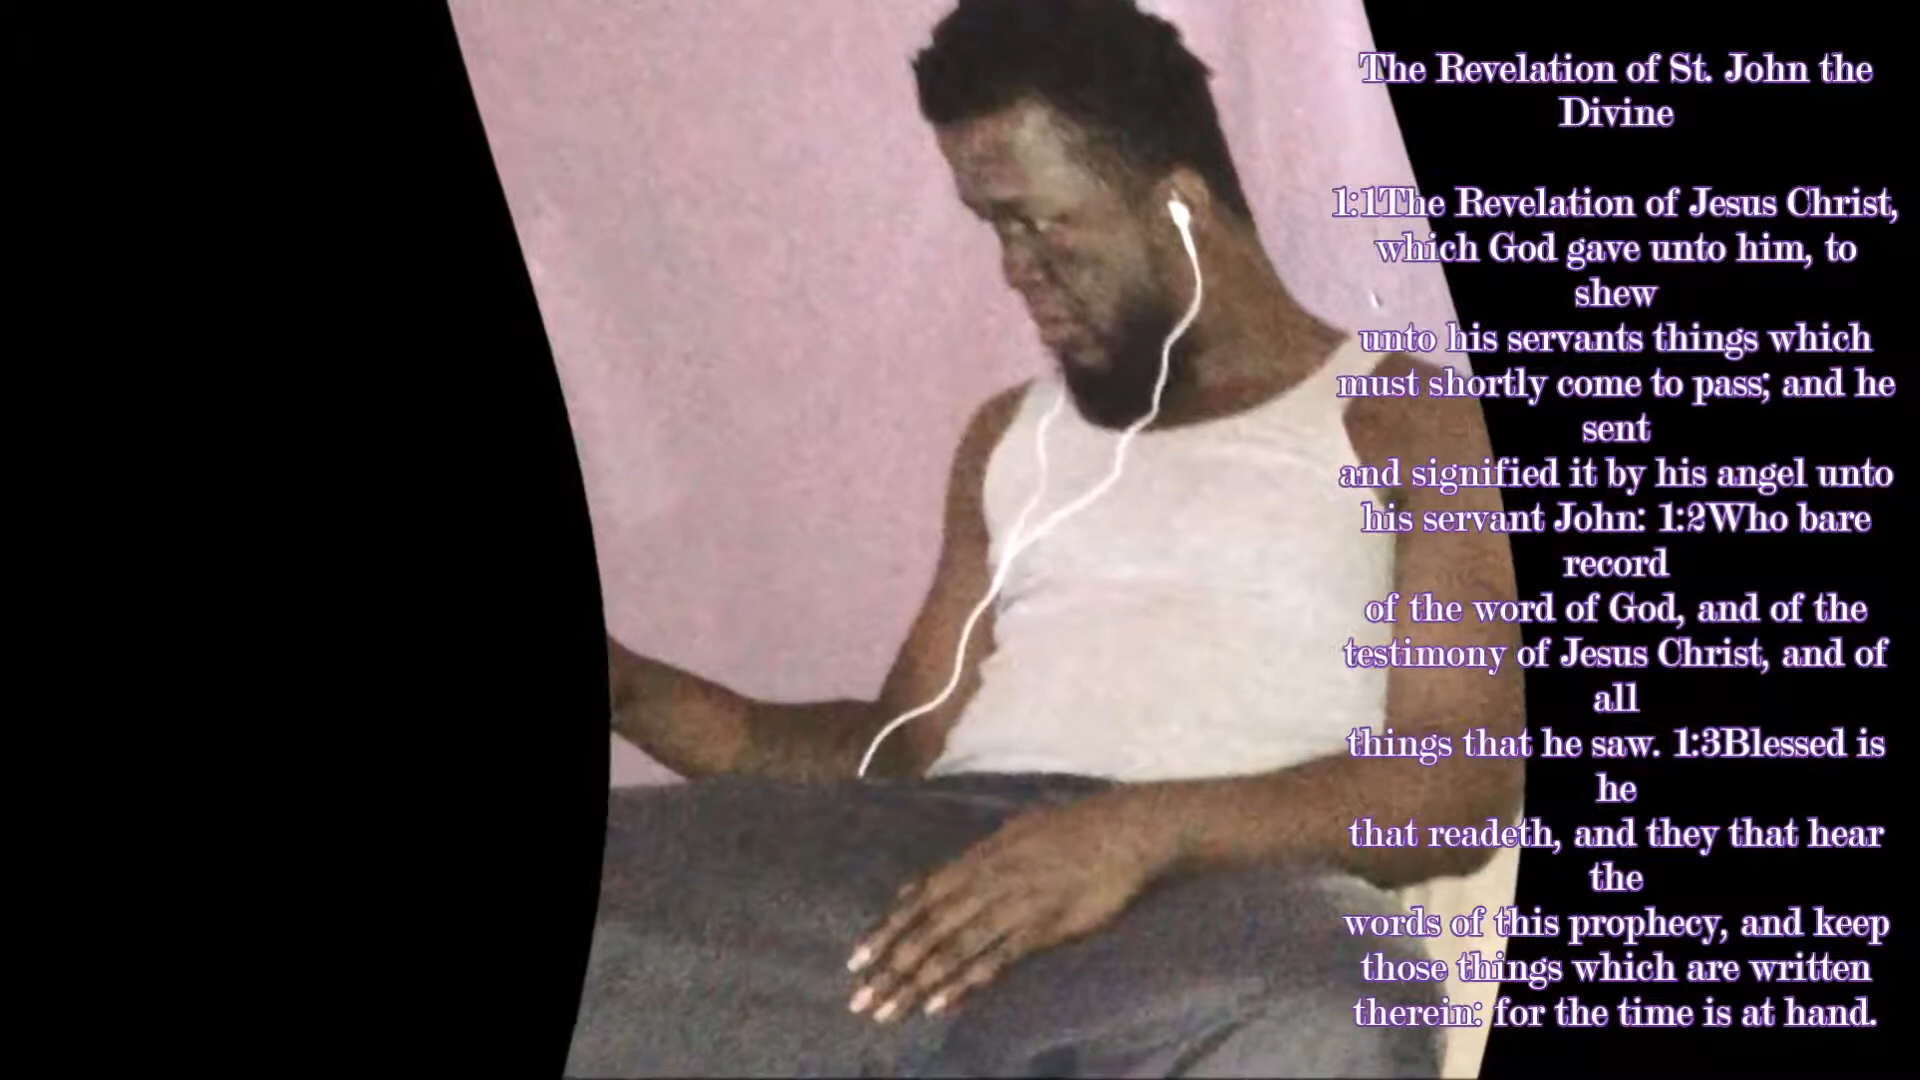 The Revelation of St. John the
Divine
1:1The Revelation of Jesus Christ,
which God gave unto him, to
shew
unto his servants things which
must shortly come to pass; and he
sent
and signified it by his angel unto
his servant John: 1:2Who bare
record
of the word of God, and of the
testimony of Jesus Christ, and of
all
things that he saw. 1:3Blessed is
he
that readeth, and they that hear
the
words of this prophecy, and keep
those things which are written
therein: for the time is at hand.